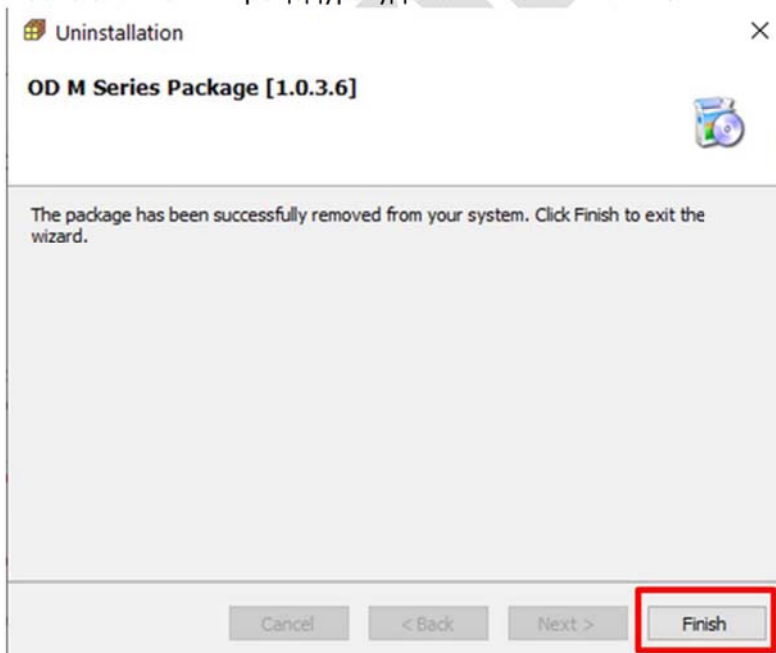 Uninstallation
OD M Series Package [1.0.3.6]
The package has been successfully removed from your system. Click Finish to exit the
wizard.
Cancel
< Back
Next >
Finish